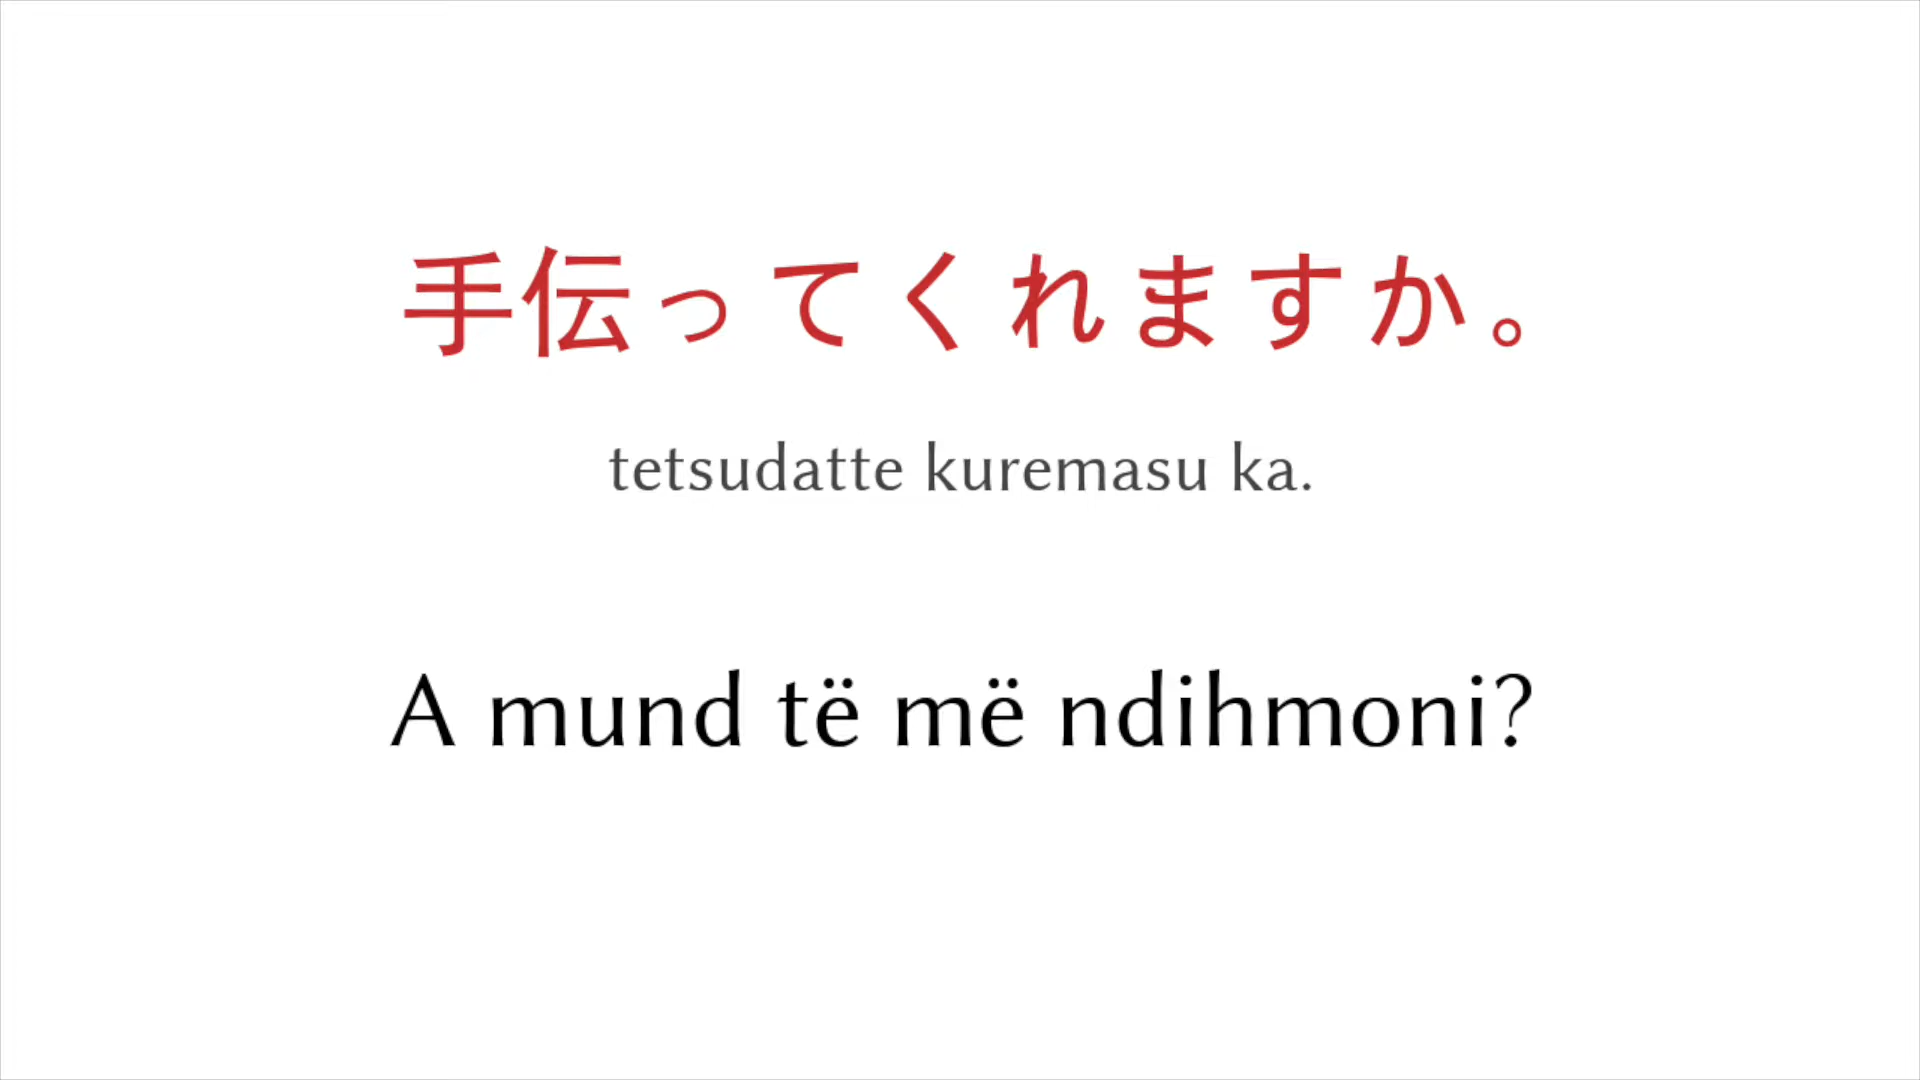 手伝ってくれますか。
tetsudatte kuremasu ka.
A mund të më ndihmoni?